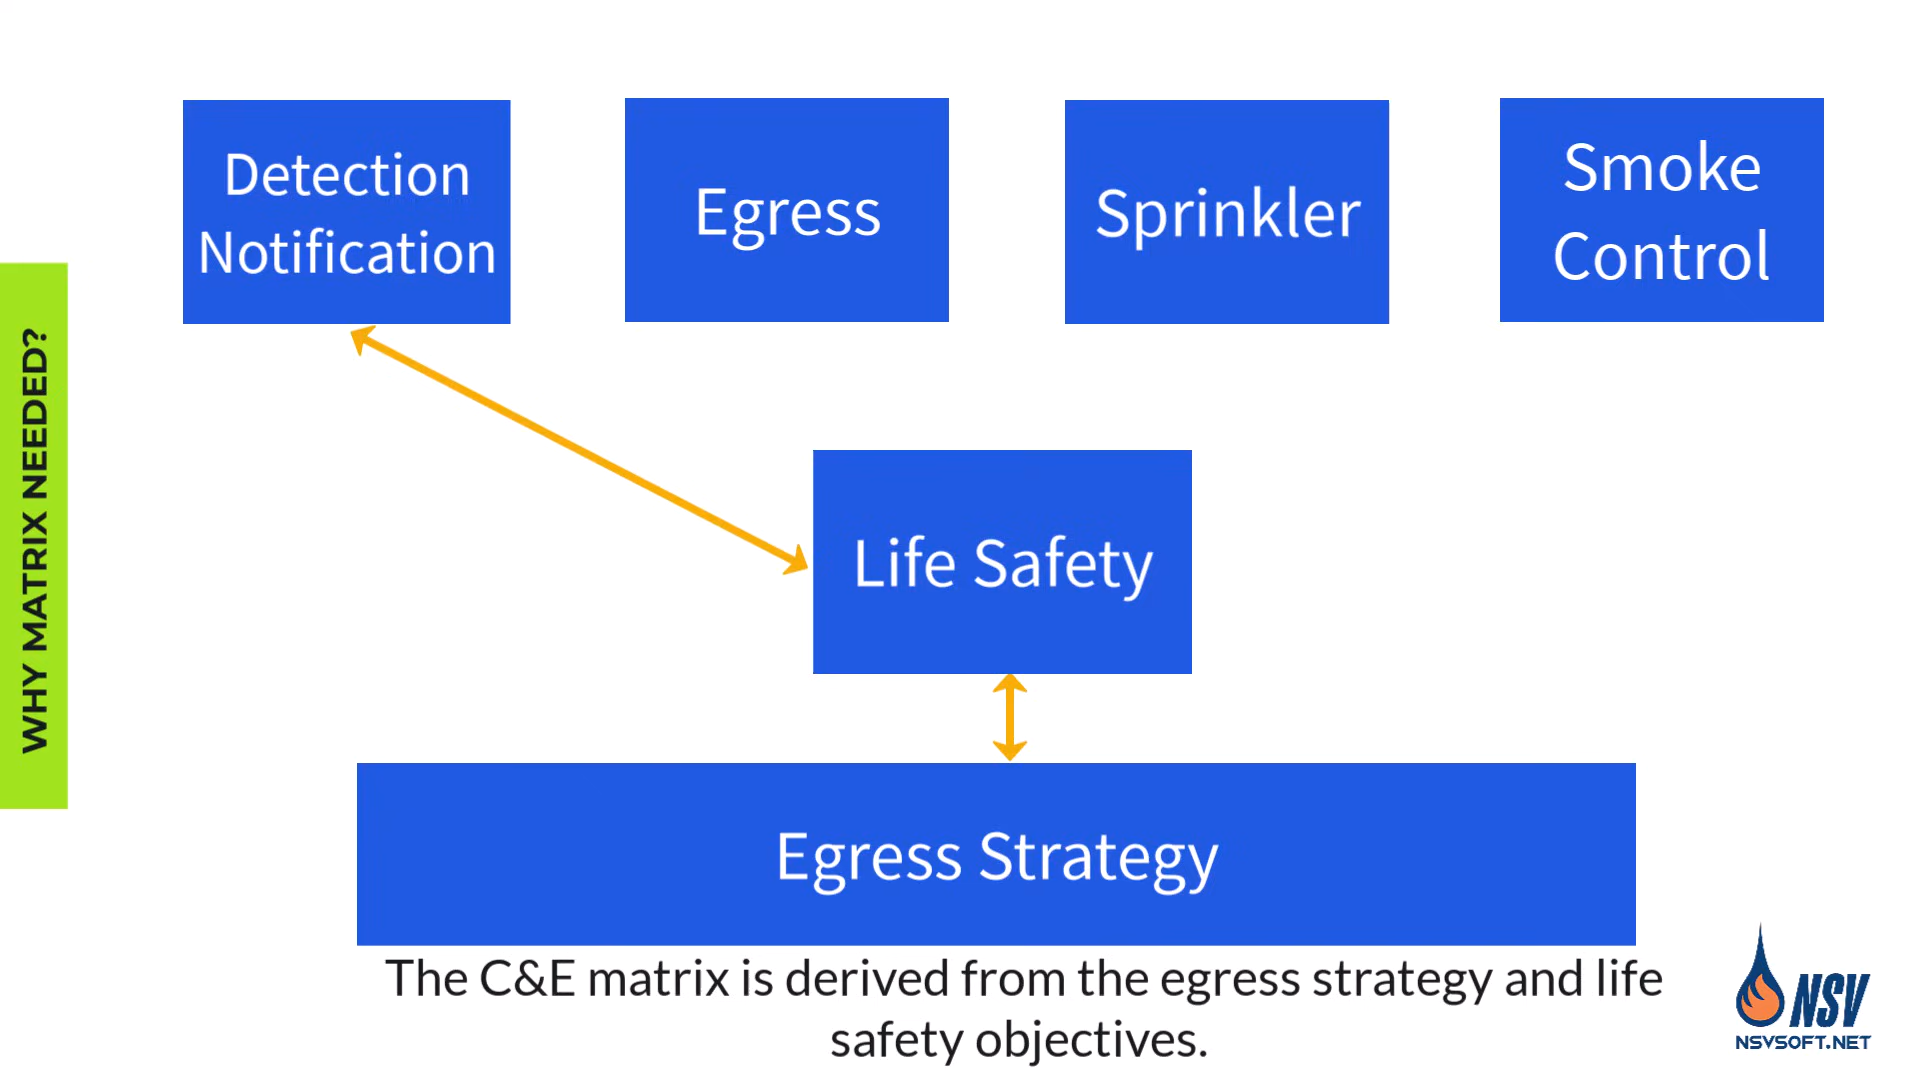 Detection
Notification
Egress
Sprinkler
Smoke
Control
WHY MATRIX NEEDED?
Life Safety
Egress Strategy
The C&E matrix is derived from the egress strategy and life
safety objectives.
NSV
NSVSOFT.NET